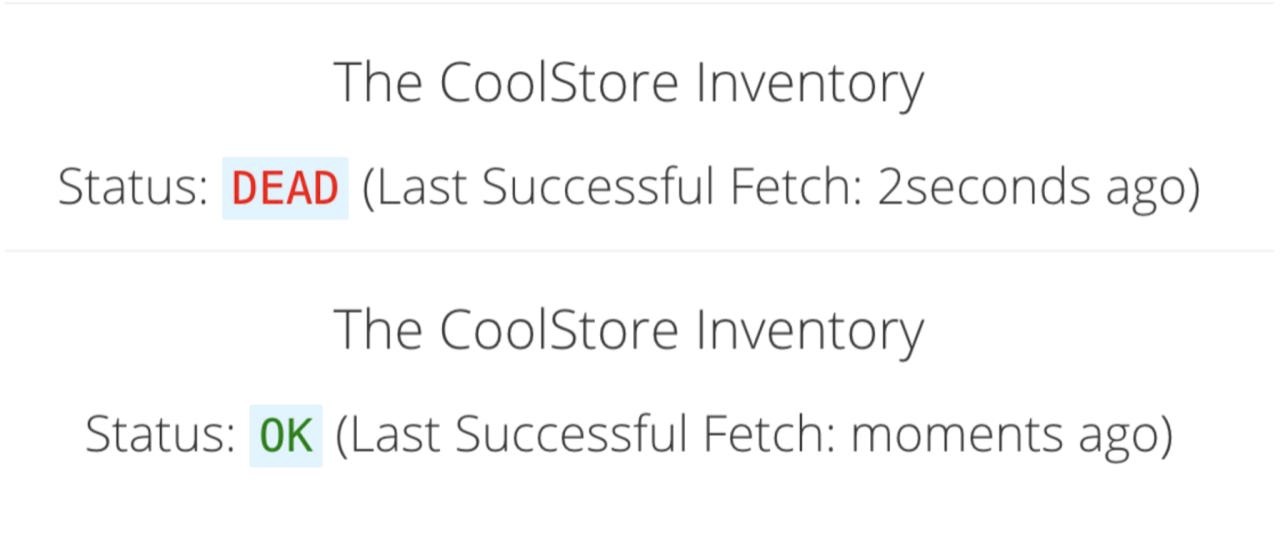 The CoolStore Inventory
Status: DEAD (Last Successful Fetch: 2seconds ago)
The CoolStore Inventory
Status: OK (Last Successful Fetch: moments ago)